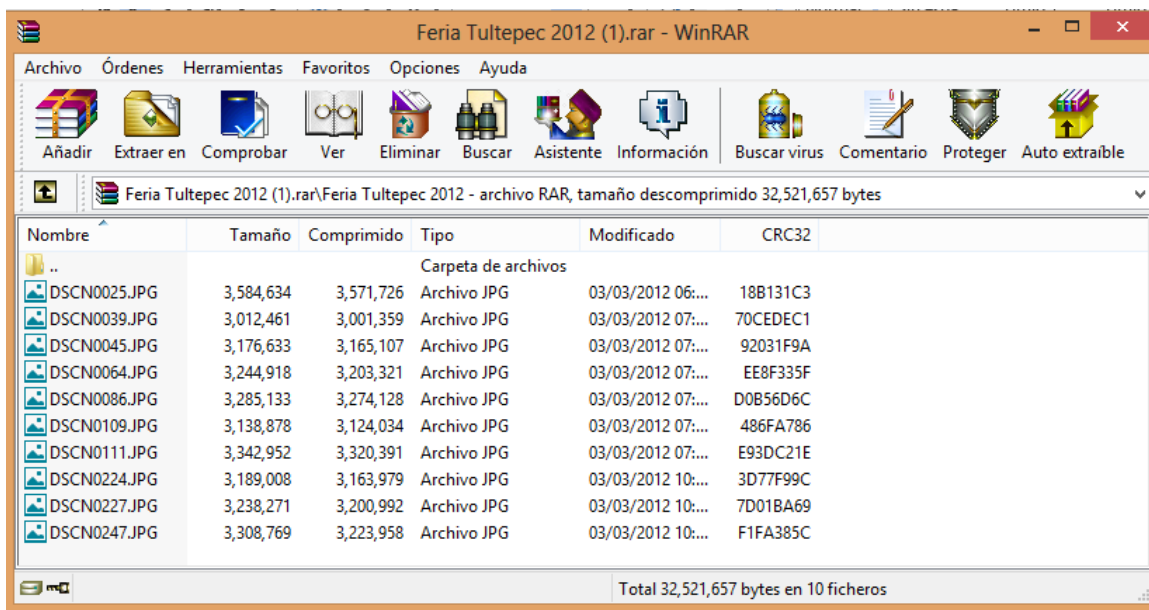 Feria Tultepec 2012 (1).rar - WinRAR
Archivo Órdenes Herramientas Favoritos Opciones Ayuda
Añadir Extraer en Comprobar Ver Eliminar Buscar Asistente Información Buscar virus Comentario Proteger Auto extraíble
Feria Tultepec 2012 (1).rar\Feria Tultepec 2012 - archivo RAR, tamaño descomprimido 32,521,657 bytes
Nombre Tamaño Comprimido Tipo Modificado CRC32
.. Carpeta de archivos
DSCN0025.JPG 3,584,634 3,571,726 Archivo JPG 03/03/2012 06:... 18B131C3
DSCN0039.JPG 3,012,461 3,001,359 Archivo JPG 03/03/2012 07:... 70CEDEC1
DSCN0045.JPG 3,176,633 3,165,107 Archivo JPG 03/03/2012 07:... 92031F9A
DSCN0064.JPG 3,244,918 3,203,321 Archivo JPG 03/03/2012 07:... EE8F335F
DSCN0086.JPG 3,285,133 3,274,128 Archivo JPG 03/03/2012 07:... D0B56D6C
DSCN0109.JPG 3,138,878 3,124,034 Archivo JPG 03/03/2012 07:... 486FA786
DSCN0111.JPG 3,342,952 3,320,391 Archivo JPG 03/03/2012 07:... E93DC21E
DSCN0224.JPG 3,189,008 3,163,979 Archivo JPG 03/03/2012 10:... 3D77F99C
DSCN0227.JPG 3,238,271 3,200,992 Archivo JPG 03/03/2012 10:... 7D01BA69
DSCN0247.JPG 3,308,769 3,223,958 Archivo JPG 03/03/2012 10:... F1FA385C
Total 32,521,657 bytes en 10 ficheros